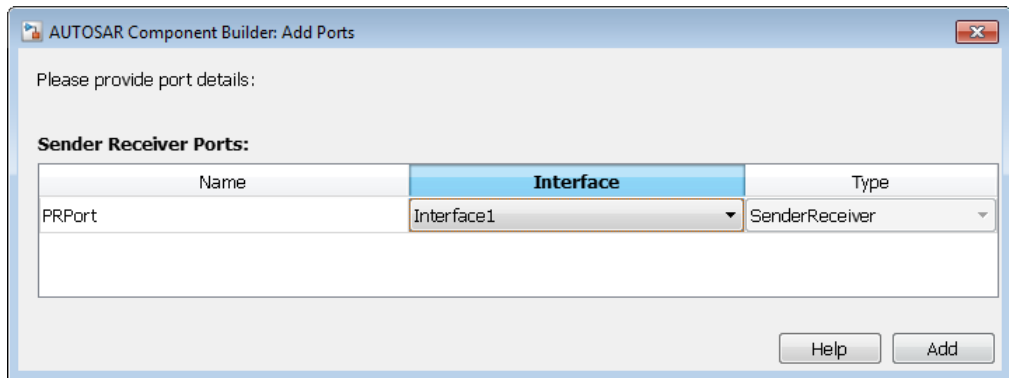 AUTOSAR Component Builder: Add Ports
Please provide port details:
Sender Receiver Ports:
Name Interface Type
PRPort Interface1 SenderReceiver
Help Add